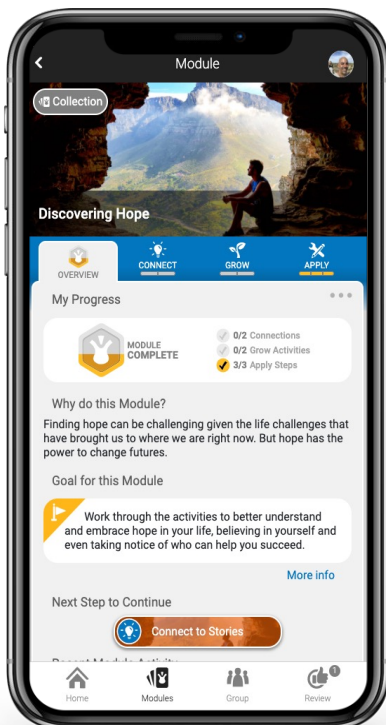 Module
Collection
Discovering Hope
OVERVIEW
CONNECT
GROW
APPLY
My Progress
MODULE
COMPLETE
0/2 Connections
0/2 Grow Activities
3/3 Apply Steps
Why do this Module?
Finding hope can be challenging given the life challenges that
have brought us to where we are right now. But hope has the
power to change futures.
Goal for this Module
Work through the activities to better understand
and embrace hope in your life, believing in yourself and
even taking notice of who can help you succeed.
More info
Next Step to Continue
Connect to Stories
Recent Module Activity
Home
Modules
Group
1
Review